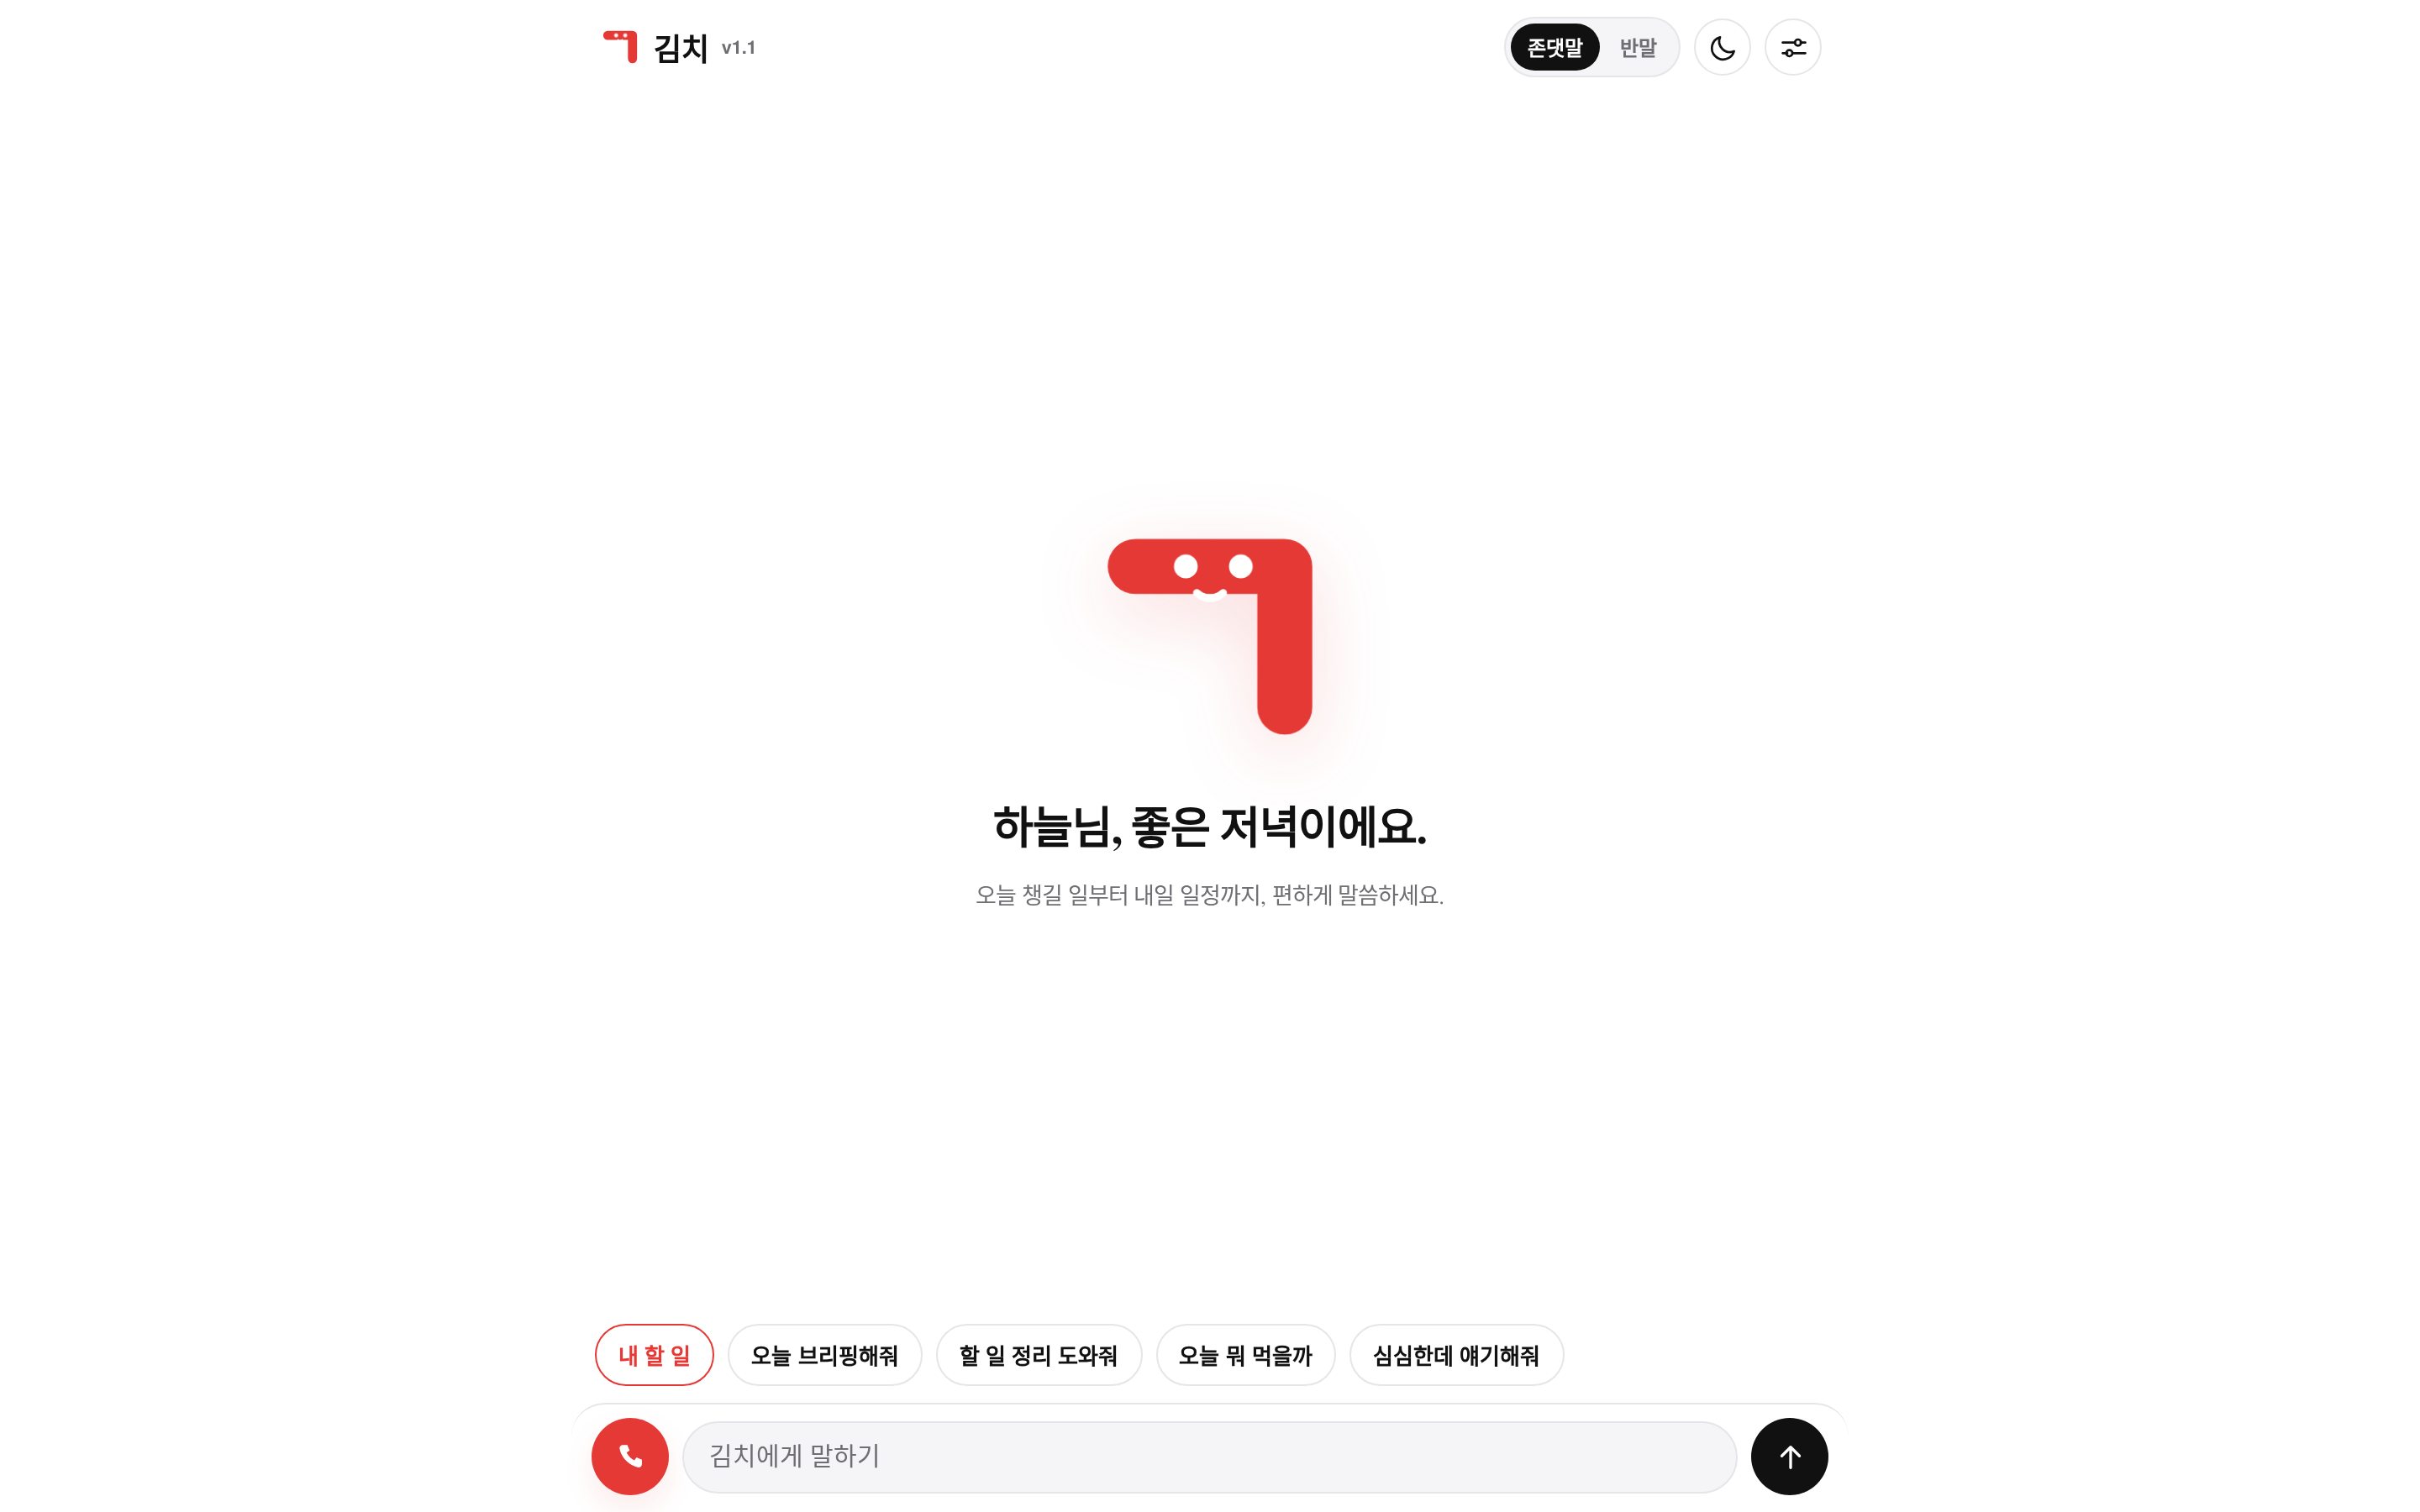 김치 v1.1
존댓말 반말
하늘님, 좋은 저녁이에요.
오늘 챙길 일부터 내일 일정까지, 편하게 말씀하세요.
내 할 일 오늘 브리핑해줘 할 일 정리 도와줘 오늘 뭐 먹을까 심심한데 얘기해줘
김치에게 말하기